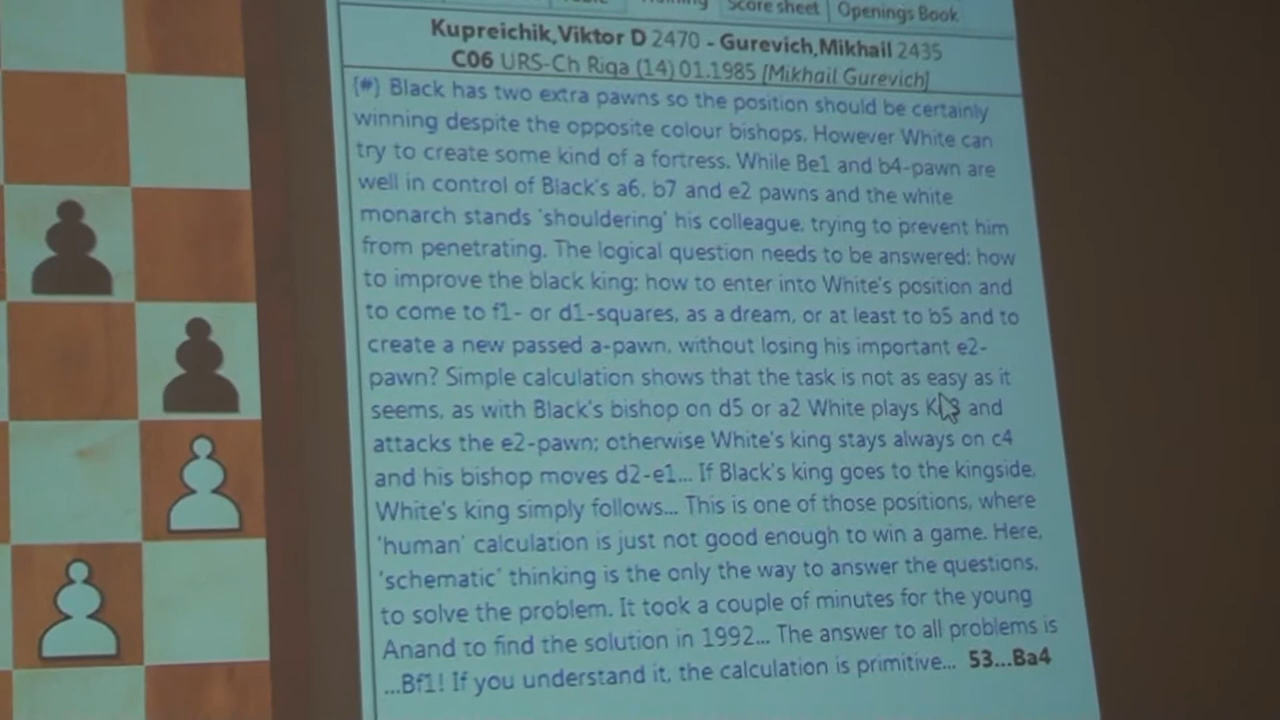 Score sheet Openings Book
Kupreichik,Viktor D 2470 - Gurevich,Mikhail 2435
C06 URS-Ch Riga (14) 01.1985 [Mikhail Gurevich]
{#} Black has two extra pawns so the position should be certainly
winning despite the opposite colour bishops. However White can
try to create some kind of a fortress. While Be1 and b4-pawn are
well in control of Black's a6, b7 and e2 pawns and the white
monarch stands 'shouldering' his colleague, trying to prevent him
from penetrating. The logical question needs to be answered: how
to improve the black king: how to enter into White's position and
to come to f1- or d1-squares, as a dream, or at least to b5 and to
create a new passed a-pawn, without losing his important e2-
pawn? Simple calculation shows that the task is not as easy as it
seems, as with Black's bishop on d5 or a2 White plays and
attacks the e2-pawn; otherwise White's king stays always on c4
and his bishop moves d2-e1... If Black's king goes to the kingside,
White's king simply follows... This is one of those positions, where
'human' calculation is just not good enough to win a game. Here,
'schematic' thinking is the only the way to answer the questions,
to solve the problem. It took a couple of minutes for the young
Anand to find the solution in 1992... The answer to all problems is
...Bf1! If you understand it, the calculation is primitive... 53...Ba4